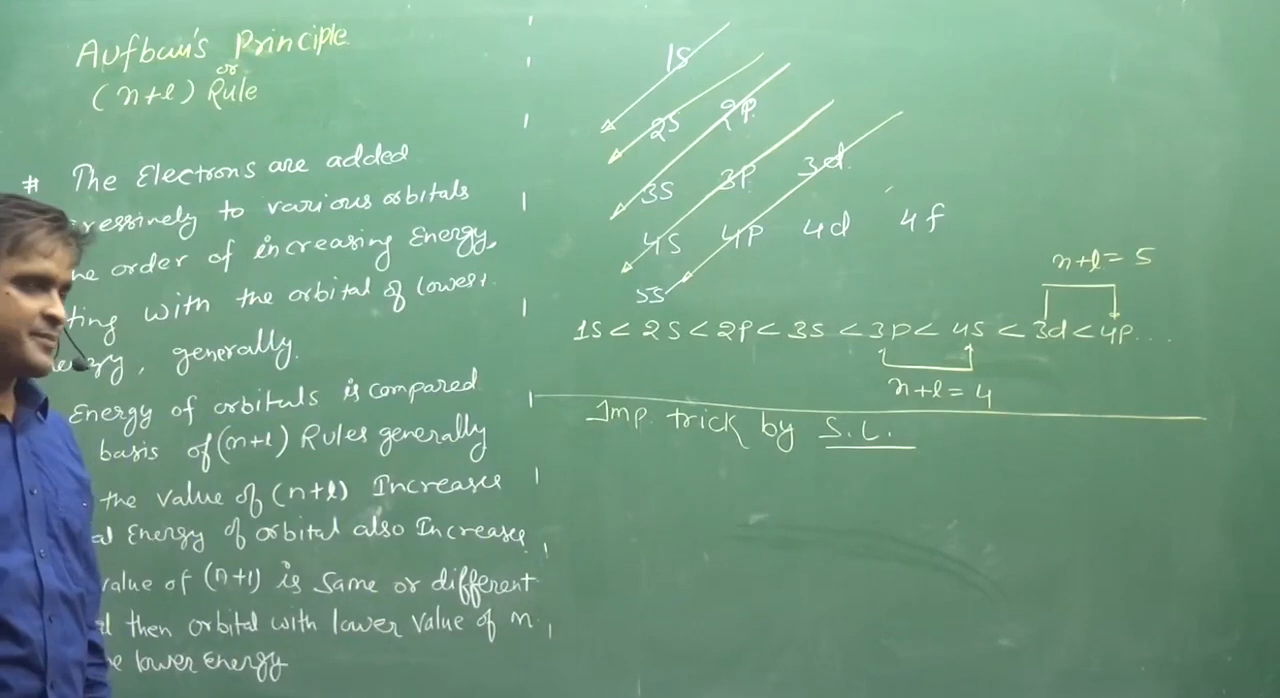 Aufbau's Principle
or
(n+l) Rule
# The Electrons are added
ressively to various orbitals
he order of increasing Energy,
ting with the orbital of lowest
ergy, generally.
Energy of orbitals is compared
basis of (n+l) Rules generally
the value of (n+l) Increases
al Energy of orbital also Increases
value of (n+l) is same or different
then orbital with lower value of n
e lower Energy
1S
2S 2P
3S 3P 3d
4S 4P 4d 4f
5S
n+l = 5
1S < 2S < 2P < 3S < 3P < 4S < 3d < 4P....
n+l = 4
Imp. trick by S.L.